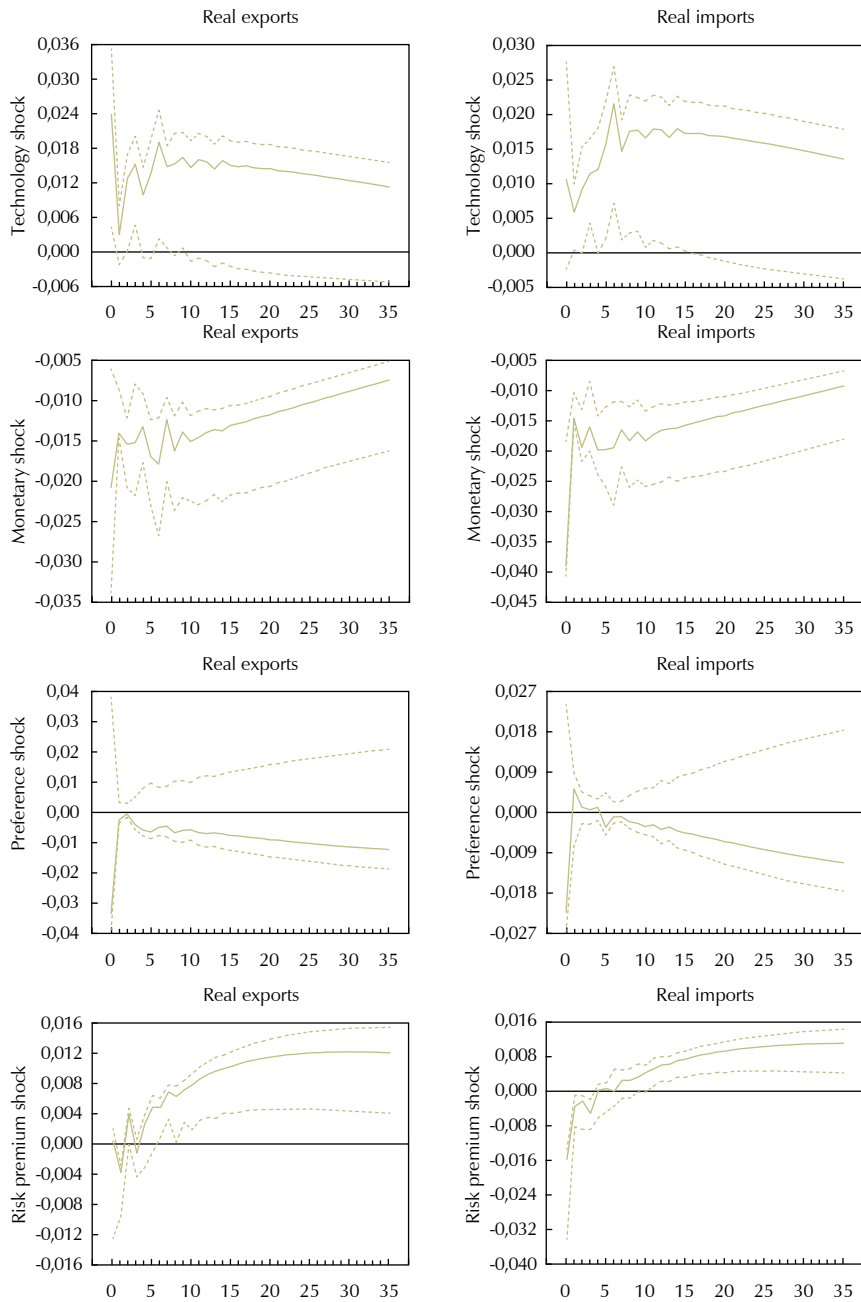 Real exports
Technology shock
0,036
0,030
0,024
0,018
0,012
0,006
0,000
-0,006
0 5 10 15 20 25 30 35
Real imports
Technology shock
0,030
0,025
0,020
0,015
0,010
0,005
0,000
-0,005
0 5 10 15 20 25 30 35
Real exports
Monetary shock
-0,005
-0,010
-0,015
-0,020
-0,025
-0,030
-0,035
0 5 10 15 20 25 30 35
Real imports
Monetary shock
-0,005
-0,010
-0,015
-0,020
-0,025
-0,030
-0,035
-0,040
-0,045
0 5 10 15 20 25 30 35
Real exports
Preference shock
0,04
0,03
0,02
0,01
0,00
-0,01
-0,02
-0,03
-0,04
0 5 10 15 20 25 30 35
Real imports
Preference shock
0,027
0,018
0,009
0,000
-0,009
-0,018
-0,027
0 5 10 15 20 25 30 35
Real exports
Risk premium shock
0,016
0,012
0,008
0,004
0,000
-0,004
-0,008
-0,012
-0,016
0 5 10 15 20 25 30 35
Real imports
Risk premium shock
0,016
0,008
0,000
-0,008
-0,016
-0,024
-0,032
-0,040
0 5 10 15 20 25 30 35